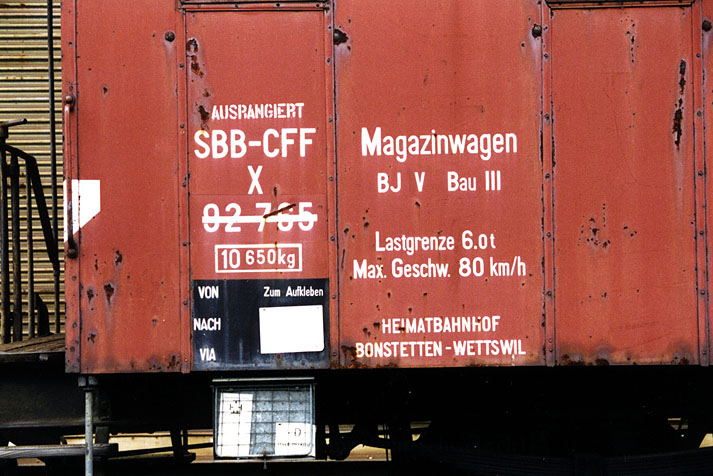 AUSRANGIERT
SBB-CFF
X
02 765
10 650kg
VON Zum Aufkleben
NACH
VIA
Magazinwagen
BJ V Bau III
Lastgrenze 6.0t
Max. Geschw. 80 km/h
HEIMATBAHNHOF
BONSTETTEN-WETTSWIL